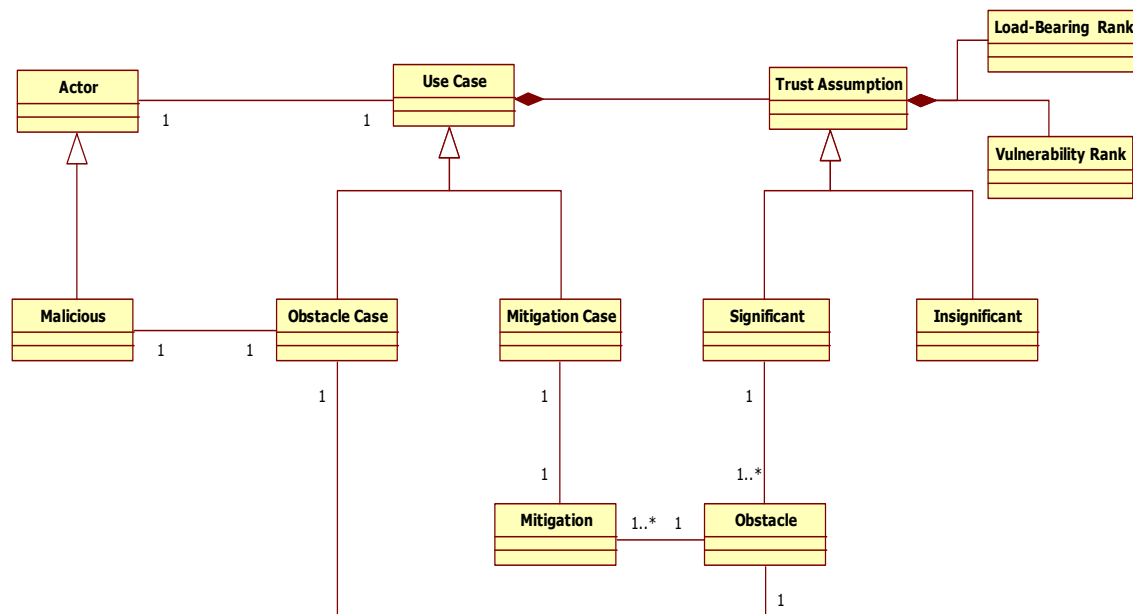 Load-Bearing Rank
Actor
Use Case
Trust Assumption
1
1
Vulnerability Rank
Malicious
Obstacle Case
Mitigation Case
Significant
Insignificant
1
1
1
1
1
1
1..*
Mitigation
1..*
1
Obstacle
1